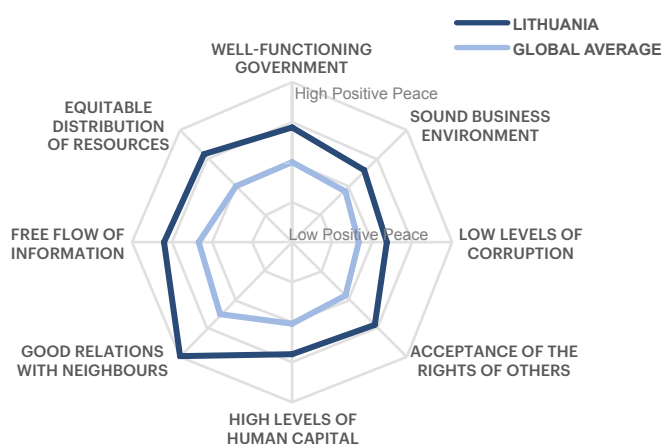 LITHUANIA
GLOBAL AVERAGE
WELL-FUNCTIONING
GOVERNMENT
High Positive Peace
SOUND BUSINESS
ENVIRONMENT
EQUITABLE
DISTRIBUTION
OF RESOURCES
FREE FLOW OF
INFORMATION
Low Positive Peace
LOW LEVELS OF
CORRUPTION
GOOD RELATIONS
WITH NEIGHBOURS
ACCEPTANCE OF THE
RIGHTS OF OTHERS
HIGH LEVELS OF
HUMAN CAPITAL